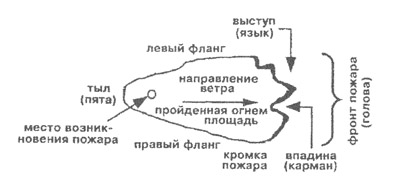 выступ
(язык)
левый фланг
тыл
(пята)
направление
ветра
пройденная огнем
площадь
место возник-
новения пожара
правый фланг
кромка
пожара
впадина
(карман)
фронт пожара
(голова)